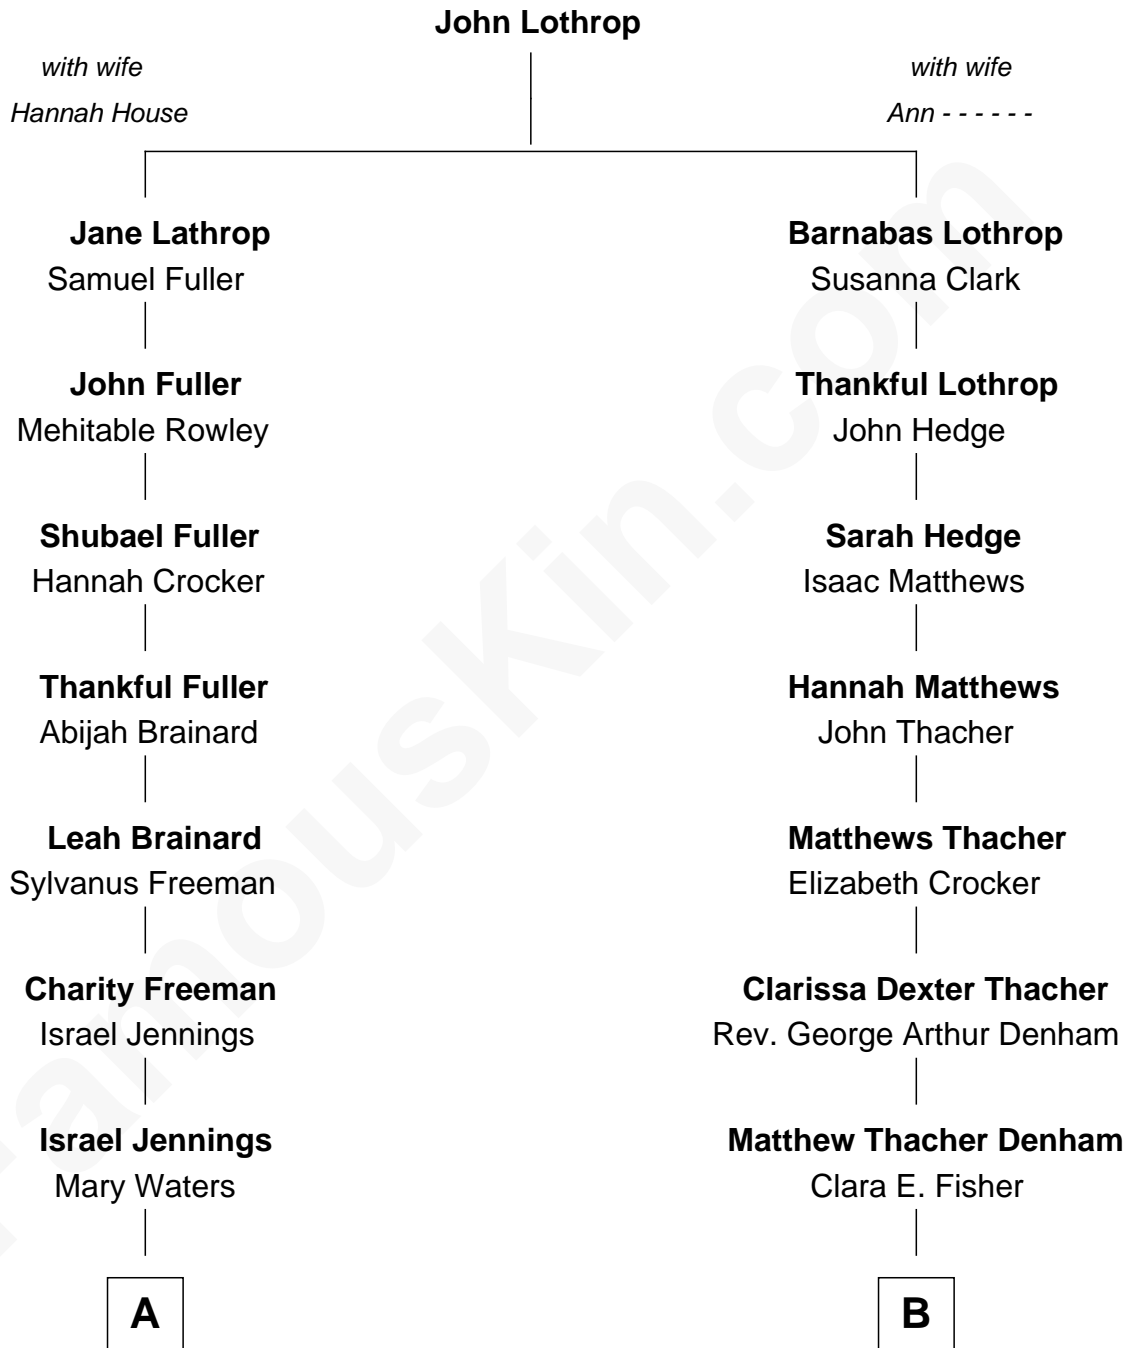 John Lothrop
with wife
Hannah House
with wife
Ann - - - - - -
Jane Lathrop
Samuel Fuller
Barnabas Lothrop
Susanna Clark
John Fuller
Mehitable Rowley
Thankful Lothrop
John Hedge
Shubael Fuller
Hannah Crocker
Sarah Hedge
Isaac Matthews
Thankful Fuller
Abijah Brainard
Hannah Matthews
John Thacher
Leah Brainard
Sylvanus Freeman
Matthews Thacher
Elizabeth Crocker
Charity Freeman
Israel Jennings
Clarissa Dexter Thacher
Rev. George Arthur Denham
Israel Jennings
Mary Waters
Matthew Thacher Denham
Clara E. Fisher
A
B
FamousKin.com